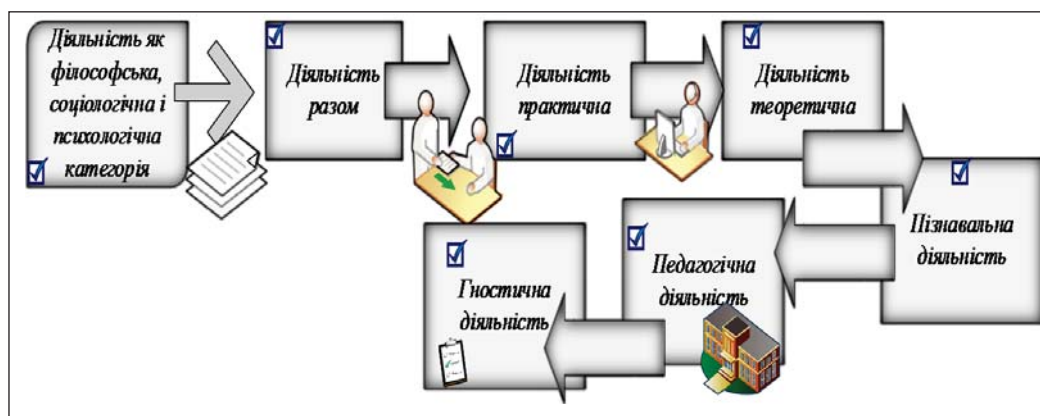 Діяльність як
філософська,
соціологічна і
психологічна
категорія
Діяльність
разом
Діяльність
практична
Діяльність
теоретична
Пізнавальна
діяльність
Педагогічна
діяльність
Гностична
діяльність